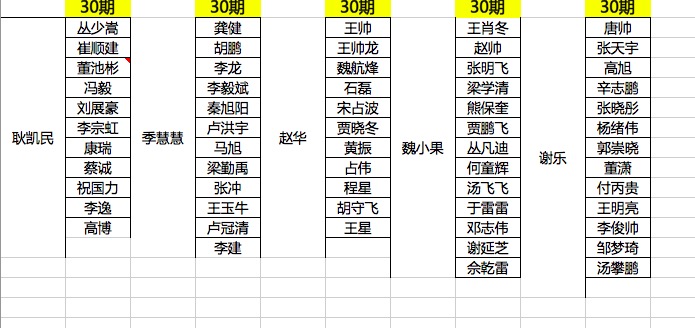 30期 30期 30期 30期 30期
丛少嵩 龚健 王帅 王肖冬 唐帅
崔顺建 胡鹏 王帅龙 赵帅 张天宇
董池彬 李龙 魏航烽 张明飞 高旭
冯毅 李毅斌 石磊 梁学清 辛志鹏
刘展豪 秦旭阳 宋占波 熊保奎 张晓彤
李宗虹 卢洪宇 贾晓冬 贾鹏飞 杨绪伟
耿凯民 康瑞 季慧慧 马旭 赵华 黄振 魏小果 丛凡迪 郭崇晓
蔡诚 梁勤禹 占伟 何童辉 谢乐 董潇
祝国力 张冲 程星 汤飞飞 付丙贵
李逸 王玉牛 胡守飞 于雷雷 王明亮
高博 卢冠清 王星 邓志伟 李俊帅
李建 谢延芝 邹梦琦
佘乾雷 汤攀鹏